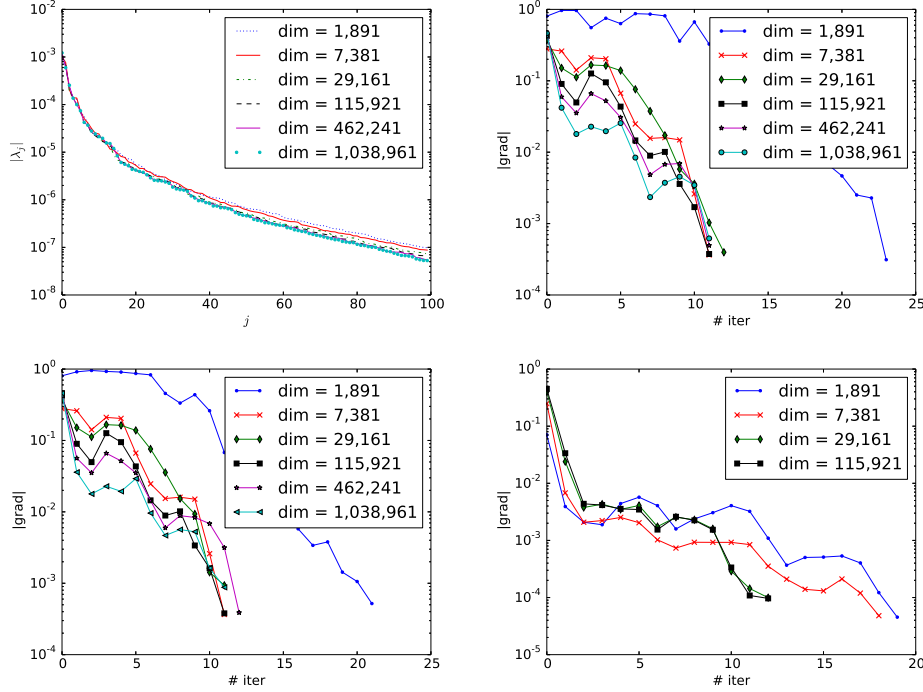 10^-2
10^-3
10^-4
10^-5
10^-6
10^-7
10^-8
|λ_j|
0
20
40
60
80
100
j
dim = 1,891
dim = 7,381
dim = 29,161
dim = 115,921
dim = 462,241
dim = 1,038,961
10^0
10^-1
10^-2
10^-3
10^-4
|grad|
0
5
10
15
20
25
# iter
dim = 1,891
dim = 7,381
dim = 29,161
dim = 115,921
dim = 462,241
dim = 1,038,961
10^0
10^-1
10^-2
10^-3
10^-4
|grad|
0
5
10
15
20
25
# iter
dim = 1,891
dim = 7,381
dim = 29,161
dim = 115,921
dim = 462,241
dim = 1,038,961
10^0
10^-1
10^-2
10^-3
10^-4
10^-5
|grad|
0
5
10
15
20
# iter
dim = 1,891
dim = 7,381
dim = 29,161
dim = 115,921